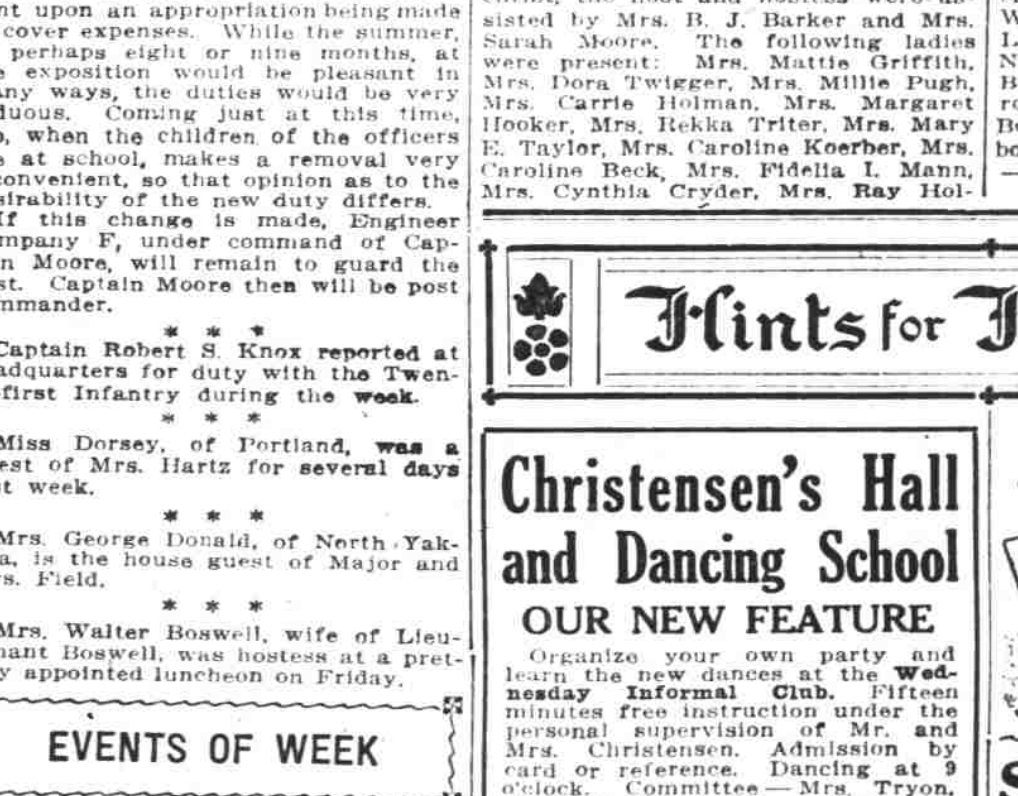 nt upon an appropriation being made
cover expenses. While the summer,
perhaps eight or nine months, at
exposition would be pleasant in
ny ways, the duties would be very
duous. Coming just at this time,
o, when the children of the officers
e at school, makes a removal very
convenient, so that opinion as to the
sirability of the new duty differs.
If this change is made, Engineer
mpany F, under command of Cap-
n Moore, will remain to guard the
st. Captain Moore then will be post
mmander.
* * *
Captain Robert S. Knox reported at
adquarters for duty with the Twen-
first Infantry during the week.
* * *
Miss Dorsey, of Portland, was a
est of Mrs. Hartz for several days
t week.
* * *
Mrs. George Donald, of North Yak-
a, is the house guest of Major and
s. Field.
* * *
Mrs. Walter Boswell, wife of Lieu-
nant Boswell, was hostess at a pret-
y appointed luncheon on Friday.
EVENTS OF WEEK
sisted by Mrs. B. J. Barker and Mrs.
Sarah Moore. The following ladies
were present: Mrs. Mattie Griffith,
Mrs. Dora Twigger, Mrs. Millie Pugh,
Mrs. Carrie Holman, Mrs. Margaret
Hooker, Mrs. Rekka Triter, Mrs. Mary
E. Taylor, Mrs. Caroline Koerber, Mrs.
Caroline Beck, Mrs. Fidelia I. Mann,
Mrs. Cynthia Cryder, Mrs. Ray Hol-
Hints for
Christensen's Hall
and Dancing School
OUR NEW FEATURE
Organize your own party and
learn the new dances at the Wed-
nesday Informal Club. Fifteen
minutes free instruction under the
personal supervision of Mr. and
Mrs. Christensen. Admission by
card or reference. Dancing at 9
o'clock. Committee — Mrs. Tryon,